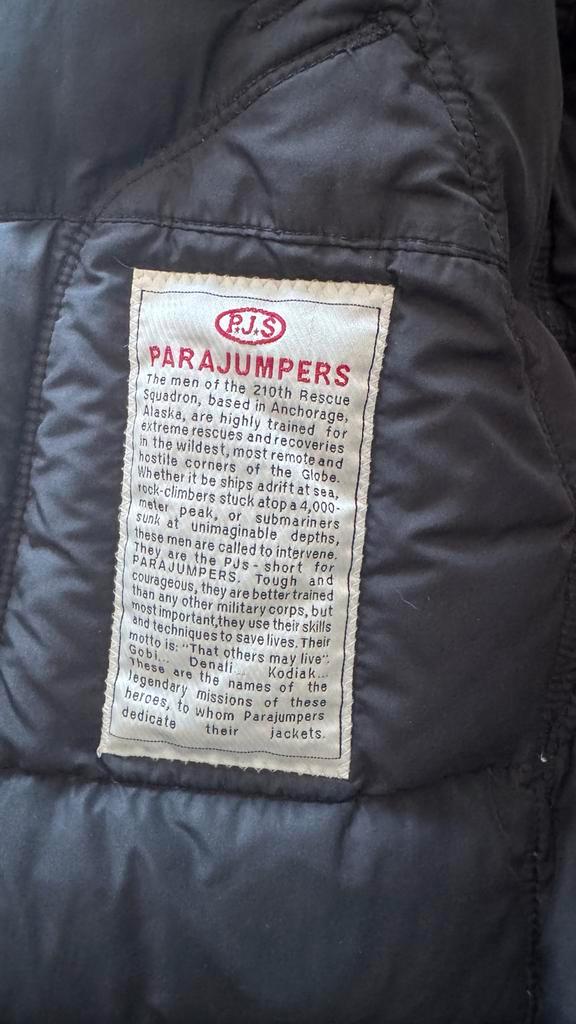 P.J.S
PARAJUMPERS
The men of the 210th Rescue
Squadron, based in Anchorage,
Alaska, are highly trained for
extreme rescues and recoveries
in the wildest, most remote and
hostile corners of the Globe.
Whether it be ships adrift at sea,
rock-climbers stuck atop a 4,000-
meter peak, or submariners
sunk at unimaginable depths,
these men are called to intervene.
They are the PJs - short for
PARAJUMPERS. Tough and
courageous, they are better trained
than any other military corps, but
most important, they use their skills
and techniques to save lives. Their
motto is: "That others may live".
Gobi... Denali... Kodiak...
These are the names of the
legendary missions of these
heroes, to whom Parajumpers
dedicate their jackets.